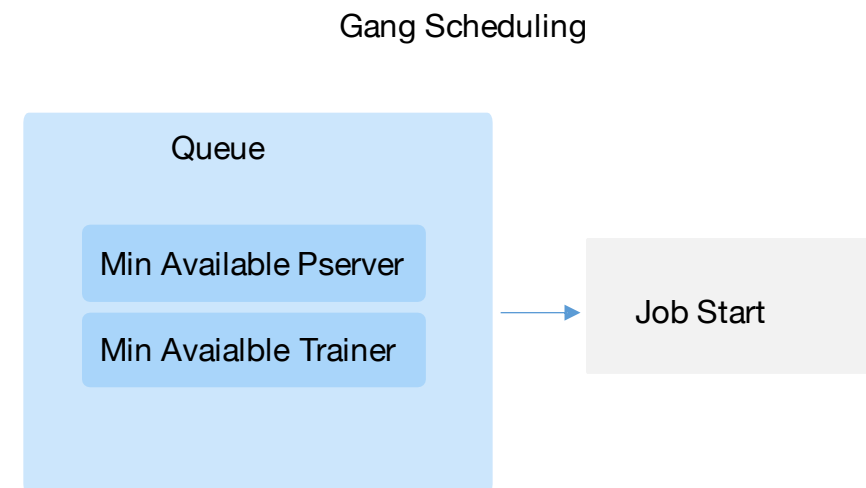 Gang Scheduling
Queue
Min Available Pserver
Min Avaialble Trainer
Job Start